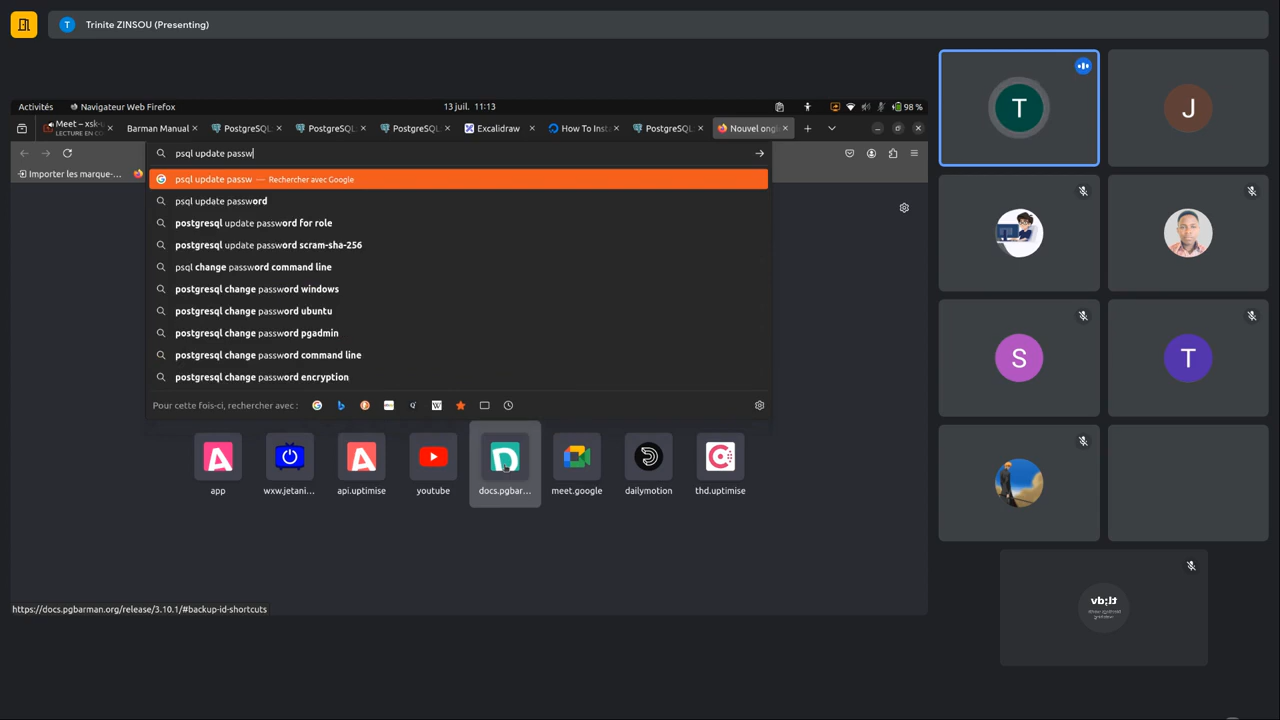 T Trinite ZINSOU (Presenting)
Activités Navigateur Web Firefox 13 juil. 11:13 98 %
Meet – xsk-
LECTURE EN CO
Barman Manual
PostgreSQL
PostgreSQL
PostgreSQL
Excalidraw
How To Inst
PostgreSQL
Nouvel ong
psql update passw
Importer les marque-…
psql update passw — Rechercher avec Google
psql update password
postgresql update password for role
postgresql update password scram-sha-256
psql change password command line
postgresql change password windows
postgresql change password ubuntu
postgresql change password pgadmin
postgresql change password command line
postgresql change password encryption
Pour cette fois-ci, rechercher avec :
app
wxw.jetani…
api.uptimise
youtube
docs.pgbar…
meet.google
dailymotion
thd.uptimise
https://docs.pgbarman.org/release/3.10.1/#backup-id-shortcuts
T
J
S
T